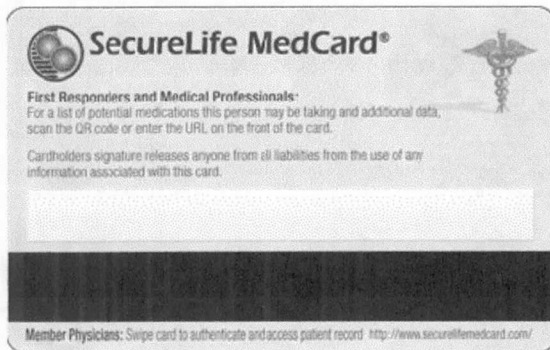 SecureLife MedCard®
First Responders and Medical Professionals:
For a list of potential medications this person may be taking and additional data,
scan the QR code or enter the URL on the front of the card.
Cardholders signature releases anyone from all liabilities from the use of any
information associated with this card.
Member Physicians: Swipe card to authenticate and access patient record http://www.securelifemedcard.com/